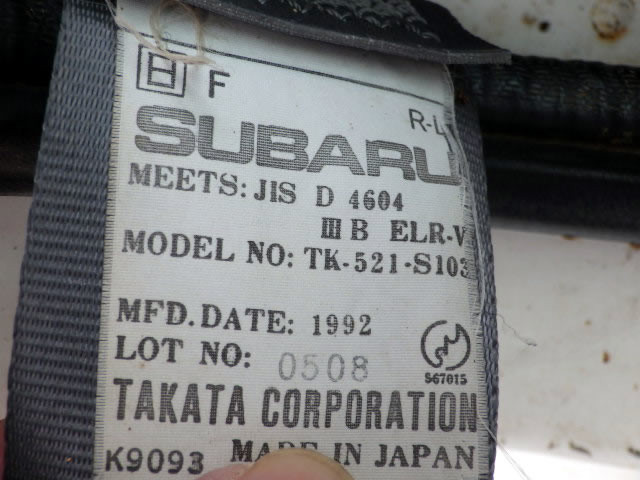 日 F
R-L
SUBARU
MEETS: JIS D 4604
III B ELR-V
MODEL NO: TK-521-S103
MFD. DATE: 1992
LOT NO: 0508
567015
TAKATA CORPORATION
K9093 MADE IN JAPAN